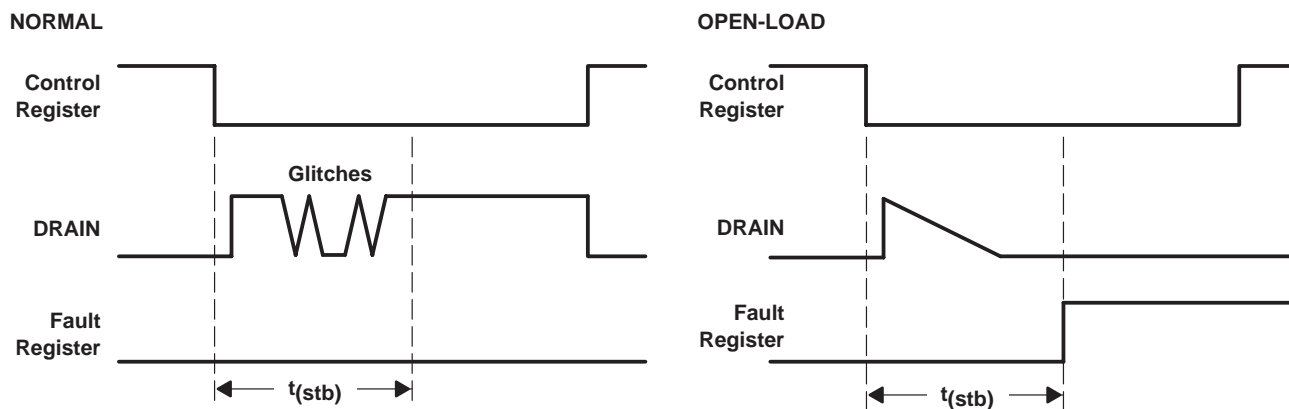 NORMAL
Control
Register
Glitches
DRAIN
Fault
Register
t(stb)
OPEN-LOAD
Control
Register
DRAIN
Fault
Register
t(stb)